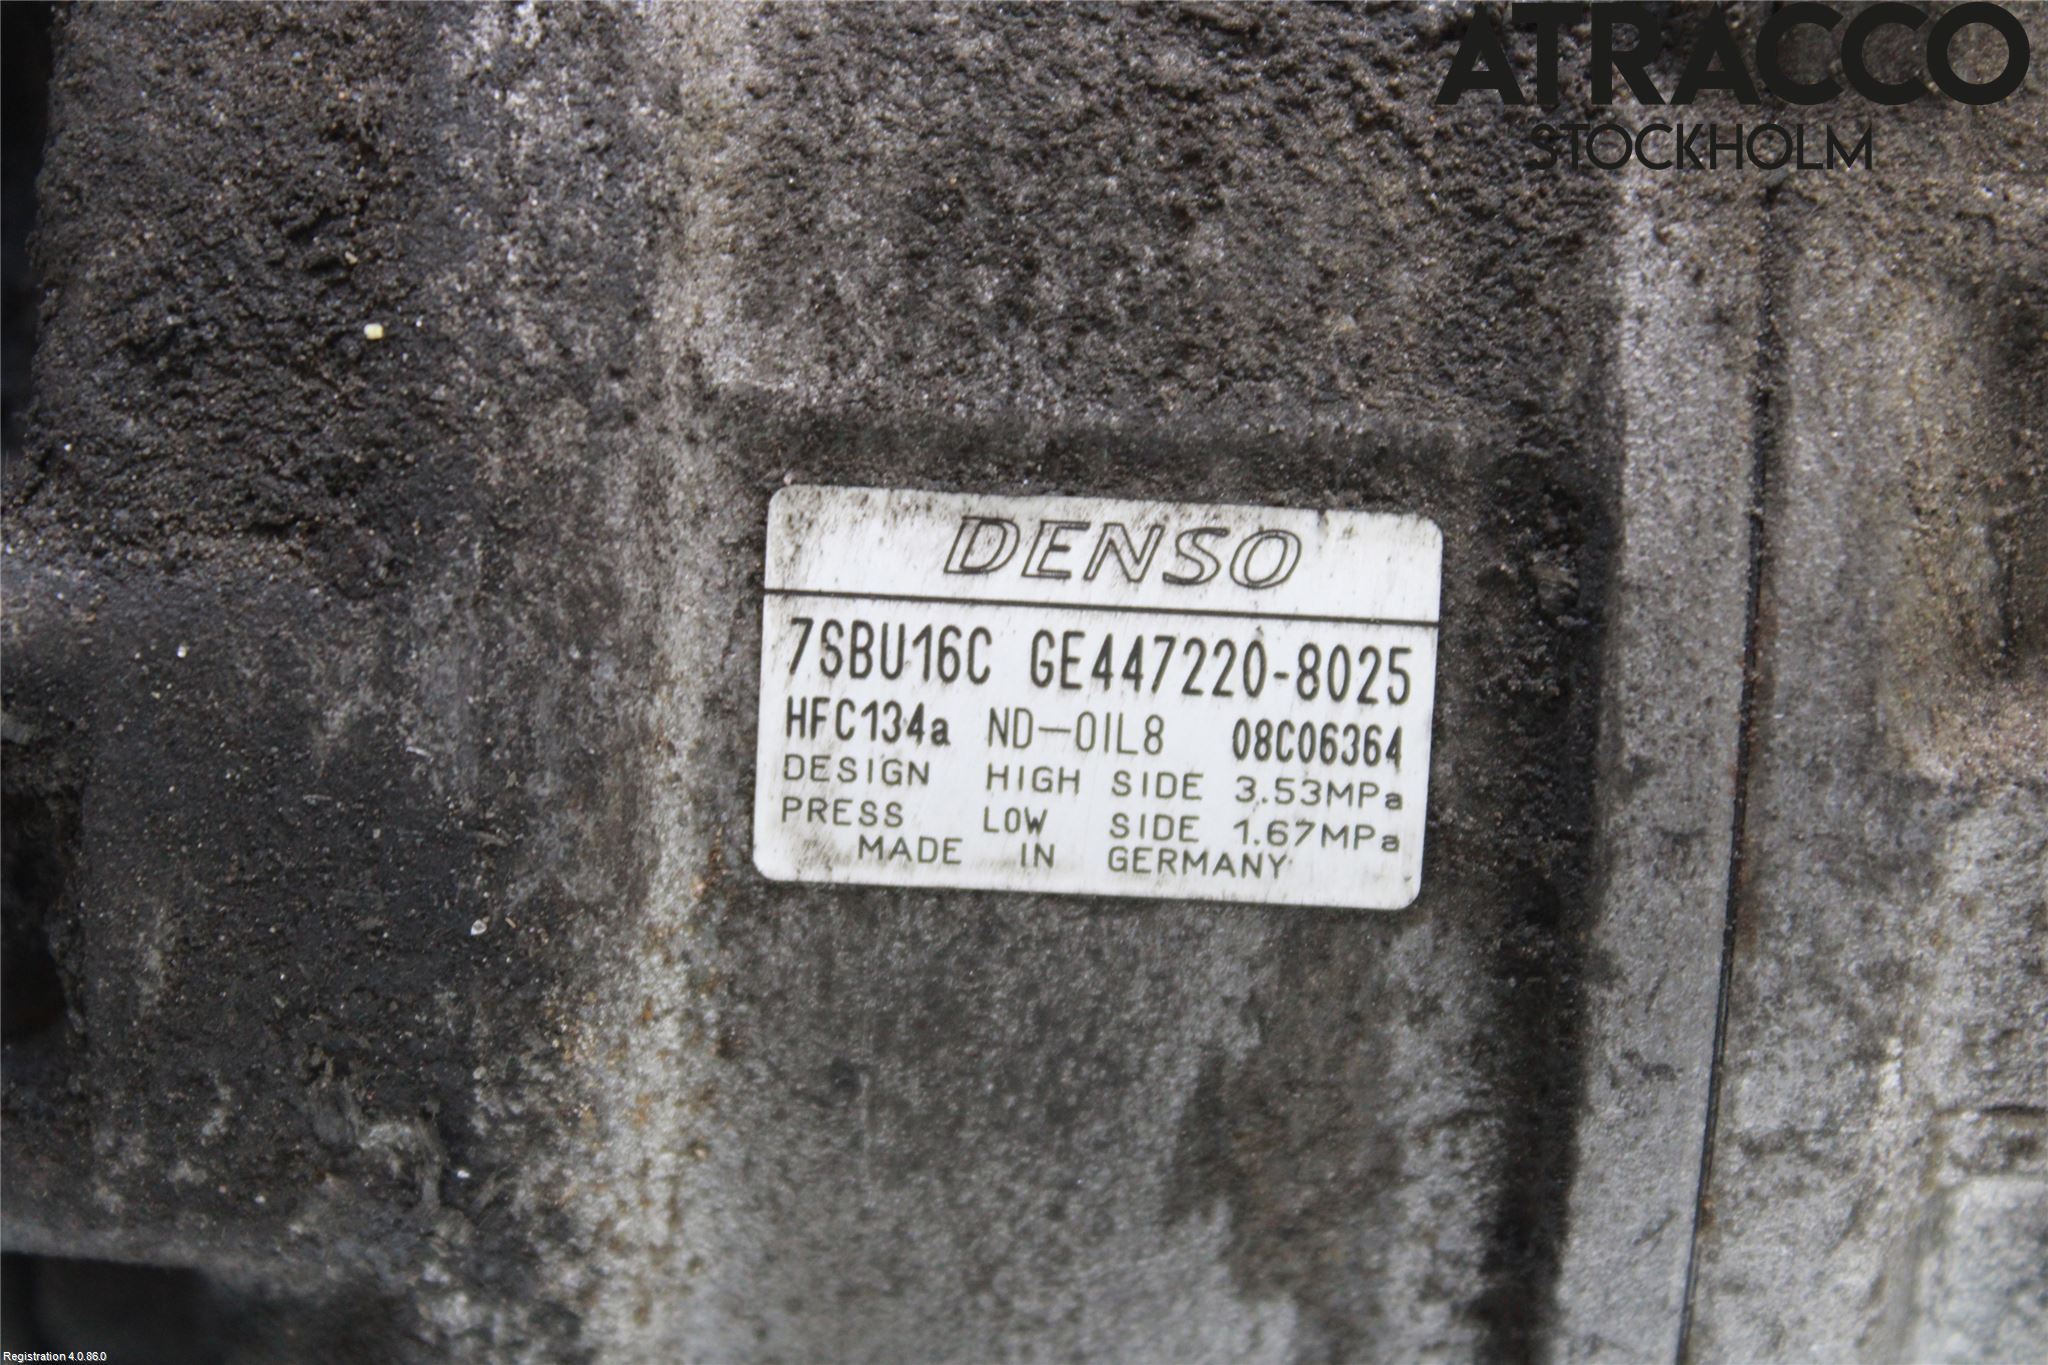 ATRACCO
STOCKHOLM
DENSO
7SBU16C GE447220-8025
HFC134a ND-OIL8 08C06364
DESIGN HIGH SIDE 3.53MPa
PRESS LOW SIDE 1.67MPa
MADE IN GERMANY
Registration 4.0.86.0